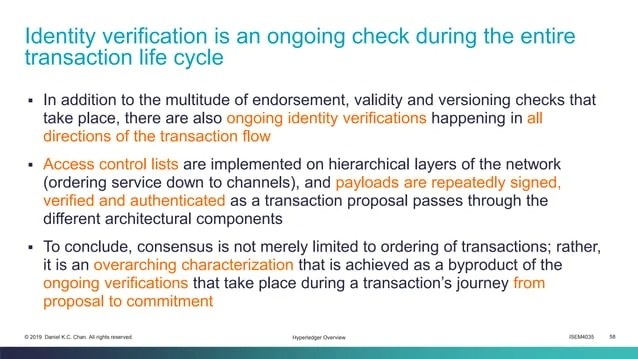 Identity verification is an ongoing check during the entire
transaction life cycle
▪ In addition to the multitude of endorsement, validity and versioning checks that
take place, there are also ongoing identity verifications happening in all
directions of the transaction flow
▪ Access control lists are implemented on hierarchical layers of the network
(ordering service down to channels), and payloads are repeatedly signed,
verified and authenticated as a transaction proposal passes through the
different architectural components
▪ To conclude, consensus is not merely limited to ordering of transactions; rather,
it is an overarching characterization that is achieved as a byproduct of the
ongoing verifications that take place during a transaction's journey from
proposal to commitment
© 2019 Daniel K.C. Chan. All rights reserved. Hyperledger Overview ISEM4035 58